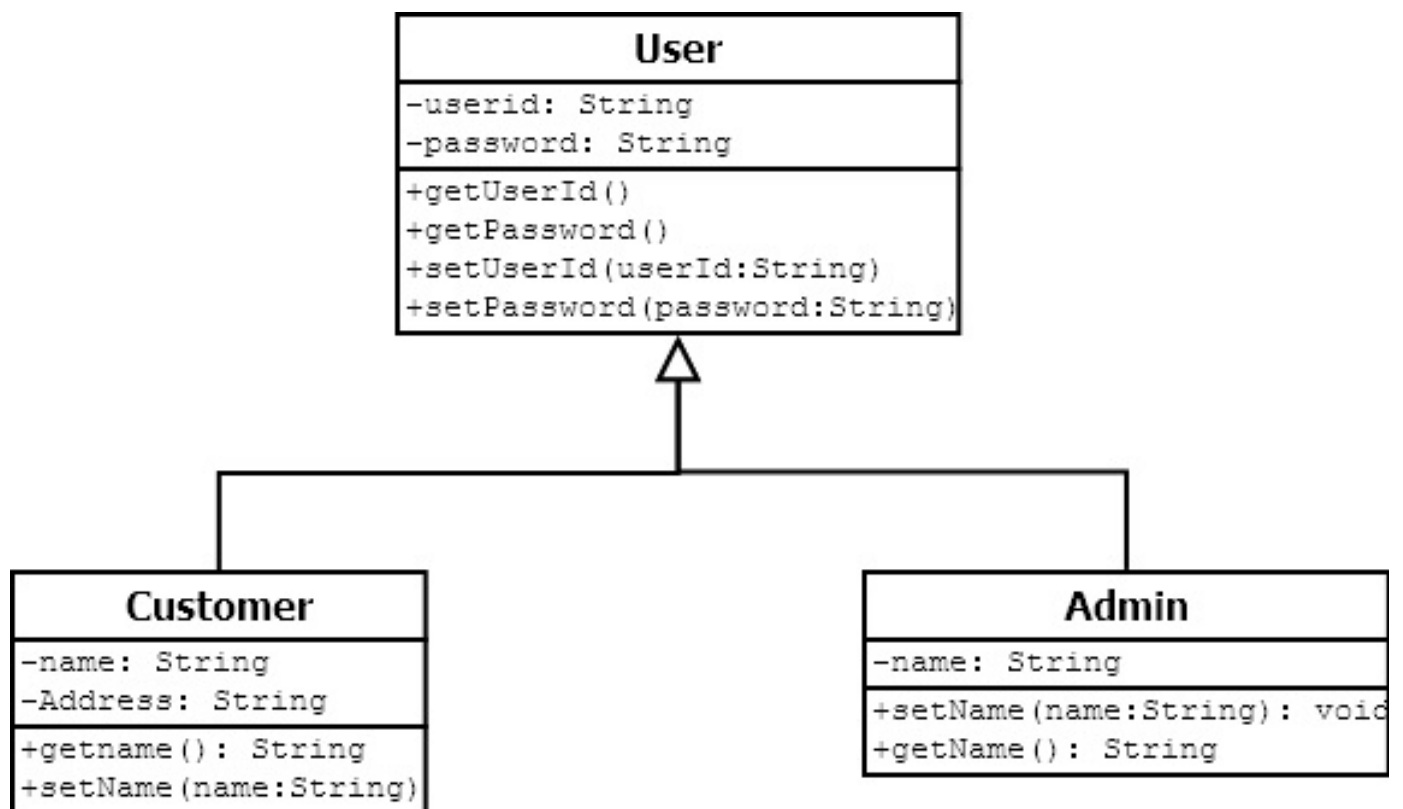 User
-userid: String
-password: String
+getUserId()
+getPassword()
+setUserId(userId:String)
+setPassword(password:String)
Customer
-name: String
-Address: String
+getname(): String
+setName(name:String)
Admin
-name: String
+setName(name:String): void
+getName(): String